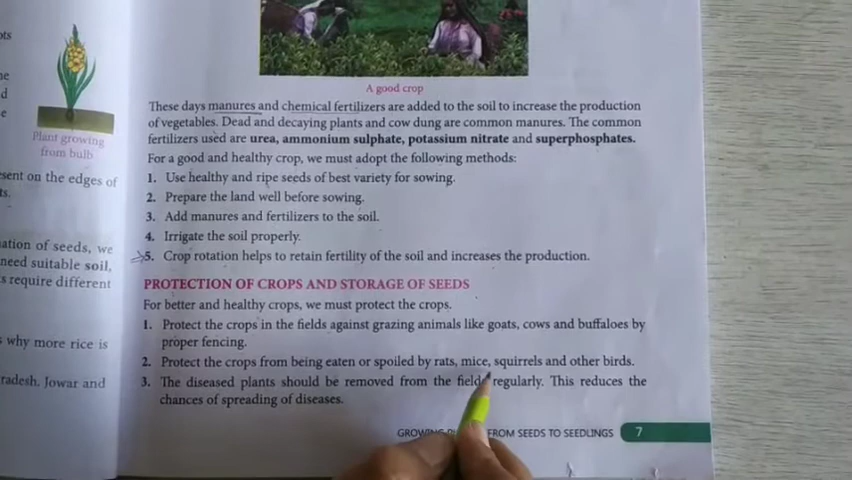 ots
ne
d
e
Plant growing
from bulb
esent on the edges of
ts.
ation of seeds, we
need suitable soil,
s require different
s why more rice is
radesh, Jowar and
A good crop
These days manures and chemical fertilizers are added to the soil to increase the production
of vegetables. Dead and decaying plants and cow dung are common manures. The common
fertilizers used are urea, ammonium sulphate, potassium nitrate and superphosphates.
For a good and healthy crop, we must adopt the following methods:
1. Use healthy and ripe seeds of best variety for sowing.
2. Prepare the land well before sowing.
3. Add manures and fertilizers to the soil.
4. Irrigate the soil properly.
5. Crop rotation helps to retain fertility of the soil and increases the production.
PROTECTION OF CROPS AND STORAGE OF SEEDS
For better and healthy crops, we must protect the crops.
1. Protect the crops in the fields against grazing animals like goats, cows and buffaloes by
proper fencing.
2. Protect the crops from being eaten or spoiled by rats, mice, squirrels and other birds.
3. The diseased plants should be removed from the fields regularly. This reduces the
chances of spreading of diseases.
GROWING FROM SEEDS TO SEEDLINGS 7